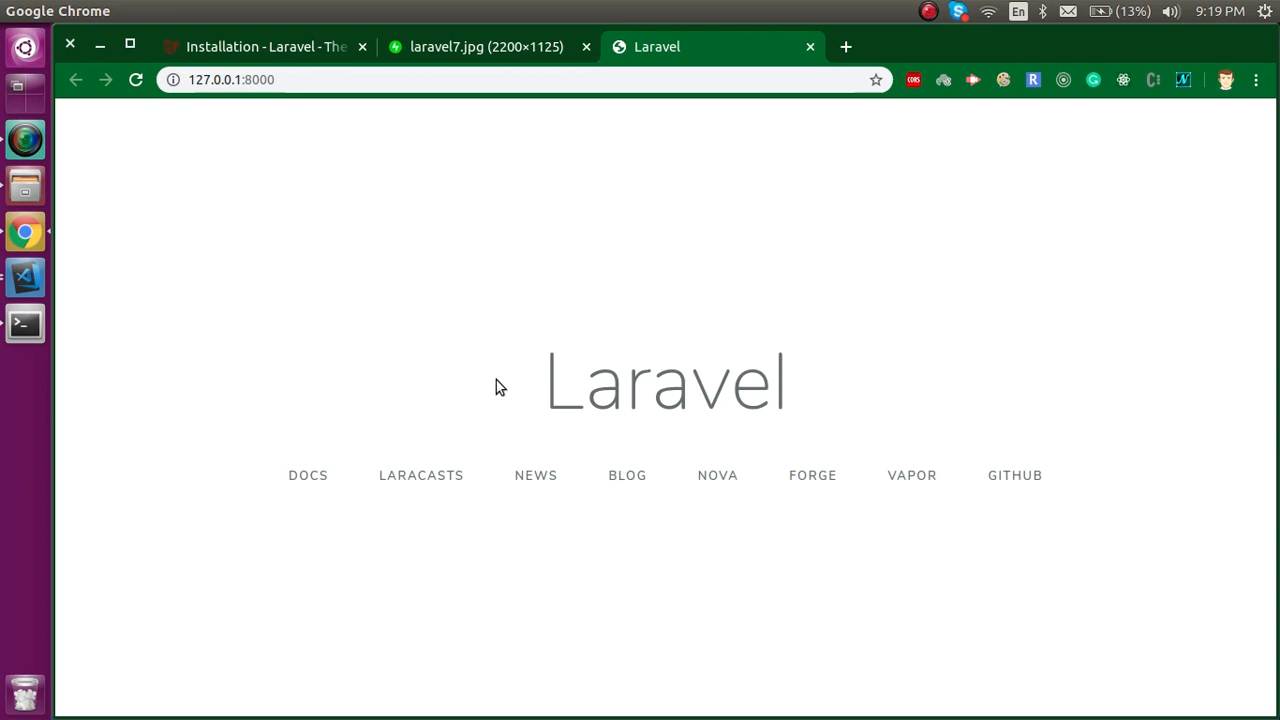 Google Chrome
En
(13%)
9:19 PM
Installation - Laravel - The
laravel7.jpg (2200×1125)
Laravel
127.0.0.1:8000
CORS
R
Laravel
DOCS LARACASTS NEWS BLOG NOVA FORGE VAPOR GITHUB